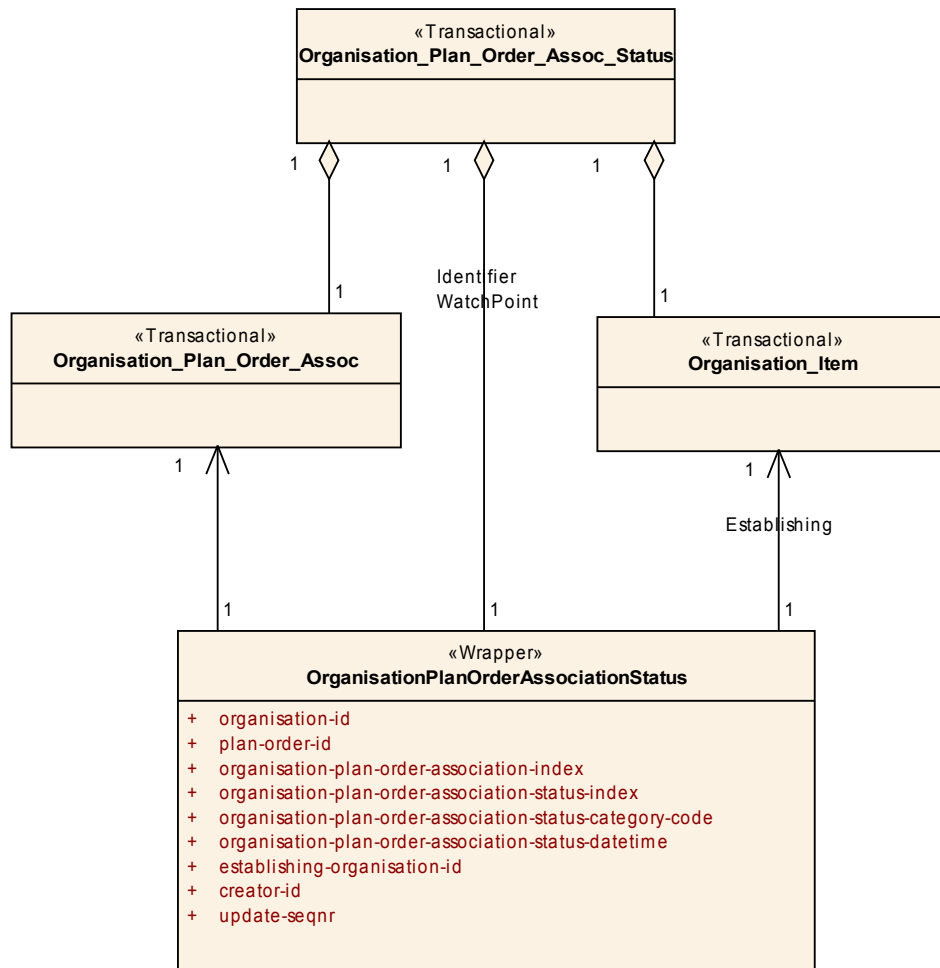 «Transactional»
Organisation_Plan_Order_Assoc_Status
1
1
1
Identifier
WatchPoint
1
1
«Transactional»
Organisation_Plan_Order_Assoc
«Transactional»
Organisation_Item
1
1
Establishing
1
1
1
«Wrapper»
OrganisationPlanOrderAssociationStatus
+ organisation-id
+ plan-order-id
+ organisation-plan-order-association-index
+ organisation-plan-order-association-status-index
+ organisation-plan-order-association-status-category-code
+ organisation-plan-order-association-status-datetime
+ establishing-organisation-id
+ creator-id
+ update-seqnr